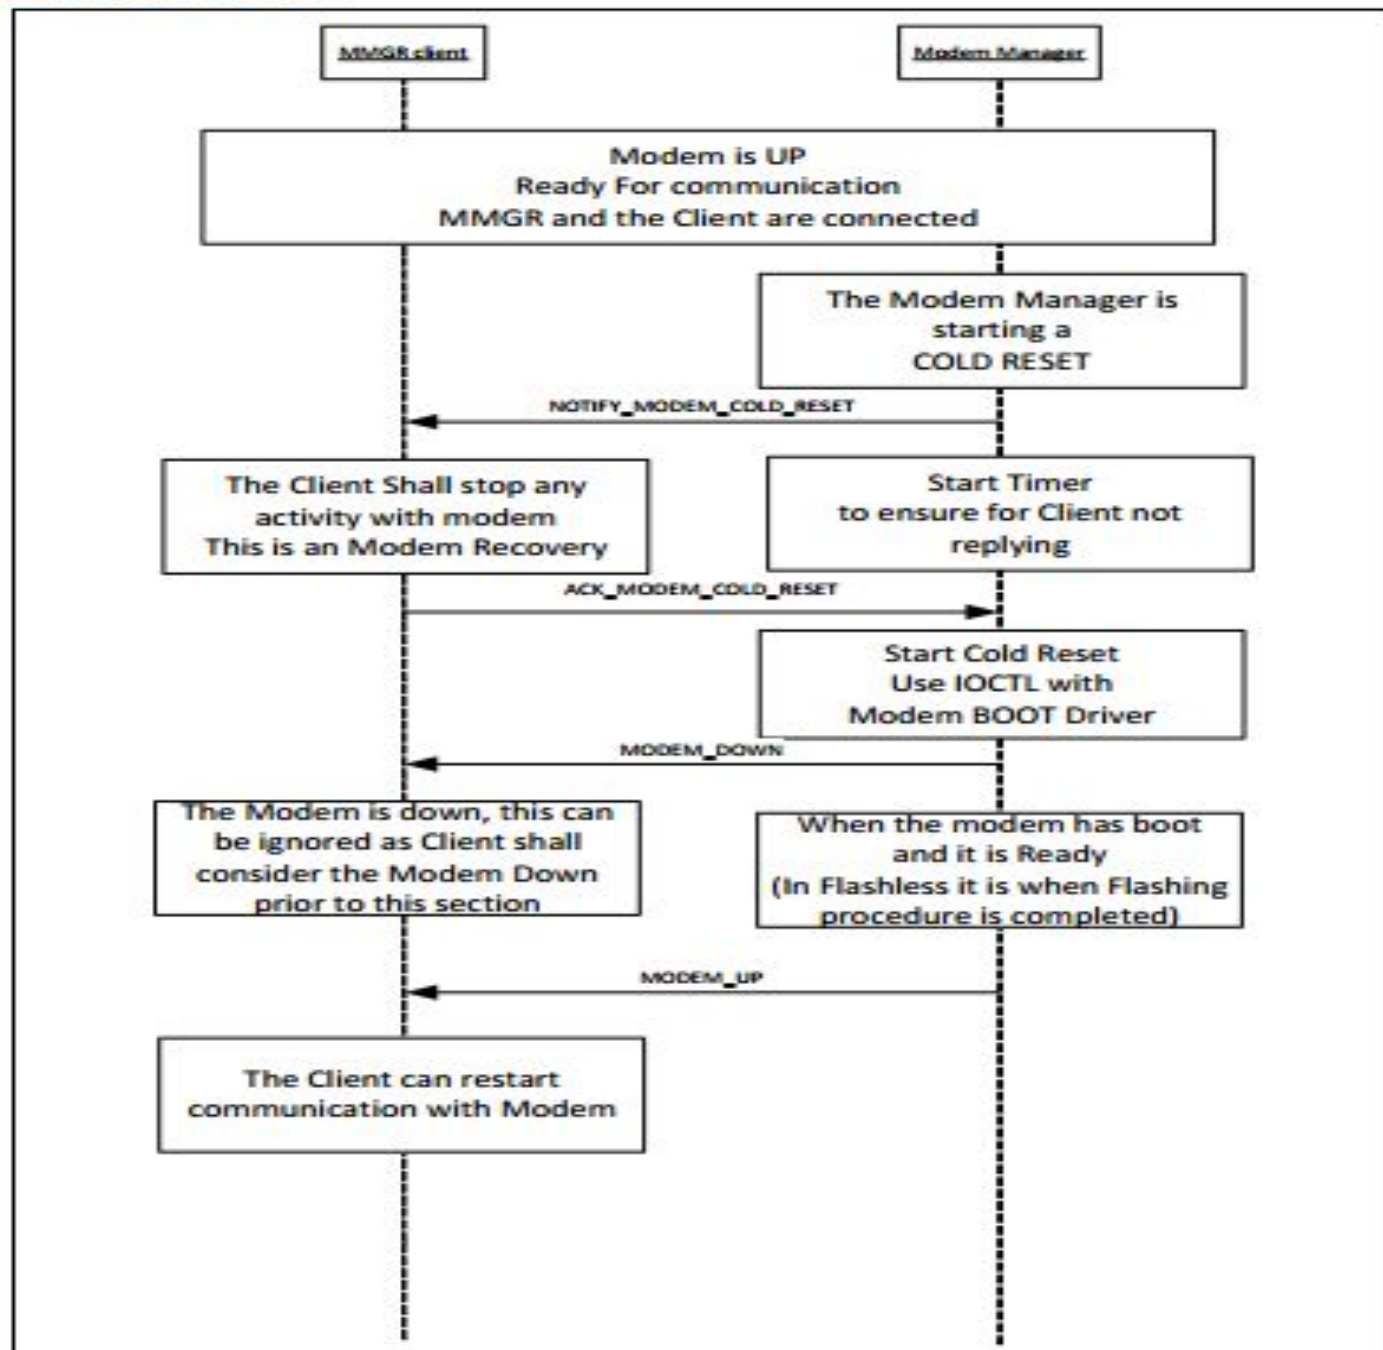 MMGR client
Modem Manager
Modem is UP
Ready For communication
MMGR and the Client are connected
The Modem Manager is
starting a
COLD RESET
NOTIFY_MODEM_COLD_RESET
The Client Shall stop any
activity with modem
This is an Modem Recovery
Start Timer
to ensure for Client not
replying
ACK_MODEM_COLD_RESET
Start Cold Reset
Use IOCTL with
Modem BOOT Driver
MODEM_DOWN
The Modem is down, this can
be ignored as Client shall
consider the Modem Down
prior to this section
When the modem has boot
and it is Ready
(In Flashless it is when Flashing
procedure is completed)
MODEM_UP
The Client can restart
communication with Modem